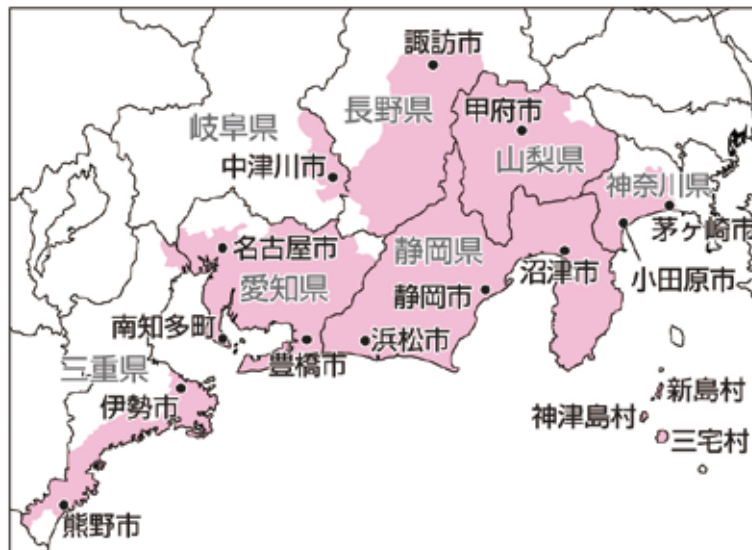 諏訪市
長野県
甲府市
岐阜県
山梨県
中津川市
神奈川県
茅ヶ崎市
名古屋市
静岡県
愛知県
沼津市
小田原市
静岡市
南知多町
浜松市
豊橋市
三重県
伊勢市
新島村
神津島村
三宅村
熊野市